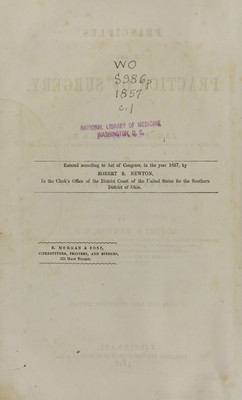 WO
S986p
1857
c.1
NATIONAL LIBRARY OF MEDICINE
WASHINGTON, D. C.
Entered according to Act of Congress, in the year 1857, by
ROBERT S. NEWTON,
In the Clerk's Office of the District Court of the United States for the Southern
District of Ohio.
E. MORGAN & SONS,
STEREOTYPERS, PRINTERS, AND BINDERS,
111 Main Street.